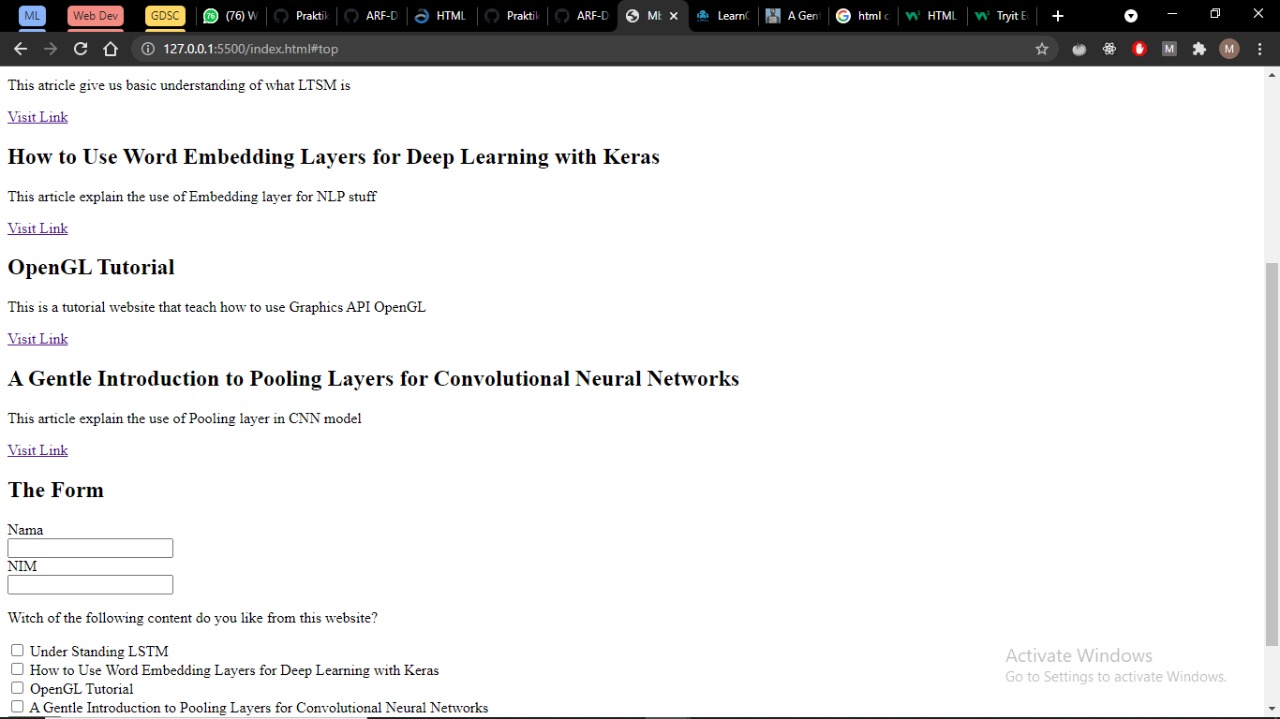 ML Web Dev GDSC (76) W Praktik ARF-D HTML Praktik ARF-D LearnO A Gent html c HTML Tryit E
127.0.0.1:5500/index.html#top M M
This atricle give us basic understanding of what LTSM is
Visit Link
How to Use Word Embedding Layers for Deep Learning with Keras
This article explain the use of Embedding layer for NLP stuff
Visit Link
OpenGL Tutorial
This is a tutorial website that teach how to use Graphics API OpenGL
Visit Link
A Gentle Introduction to Pooling Layers for Convolutional Neural Networks
This article explain the use of Pooling layer in CNN model
Visit Link
The Form
Nama
NIM
Witch of the following content do you like from this website?
Under Standing LSTM
How to Use Word Embedding Layers for Deep Learning with Keras
OpenGL Tutorial
A Gentle Introduction to Pooling Layers for Convolutional Neural Networks
Activate Windows
Go to Settings to activate Windows.